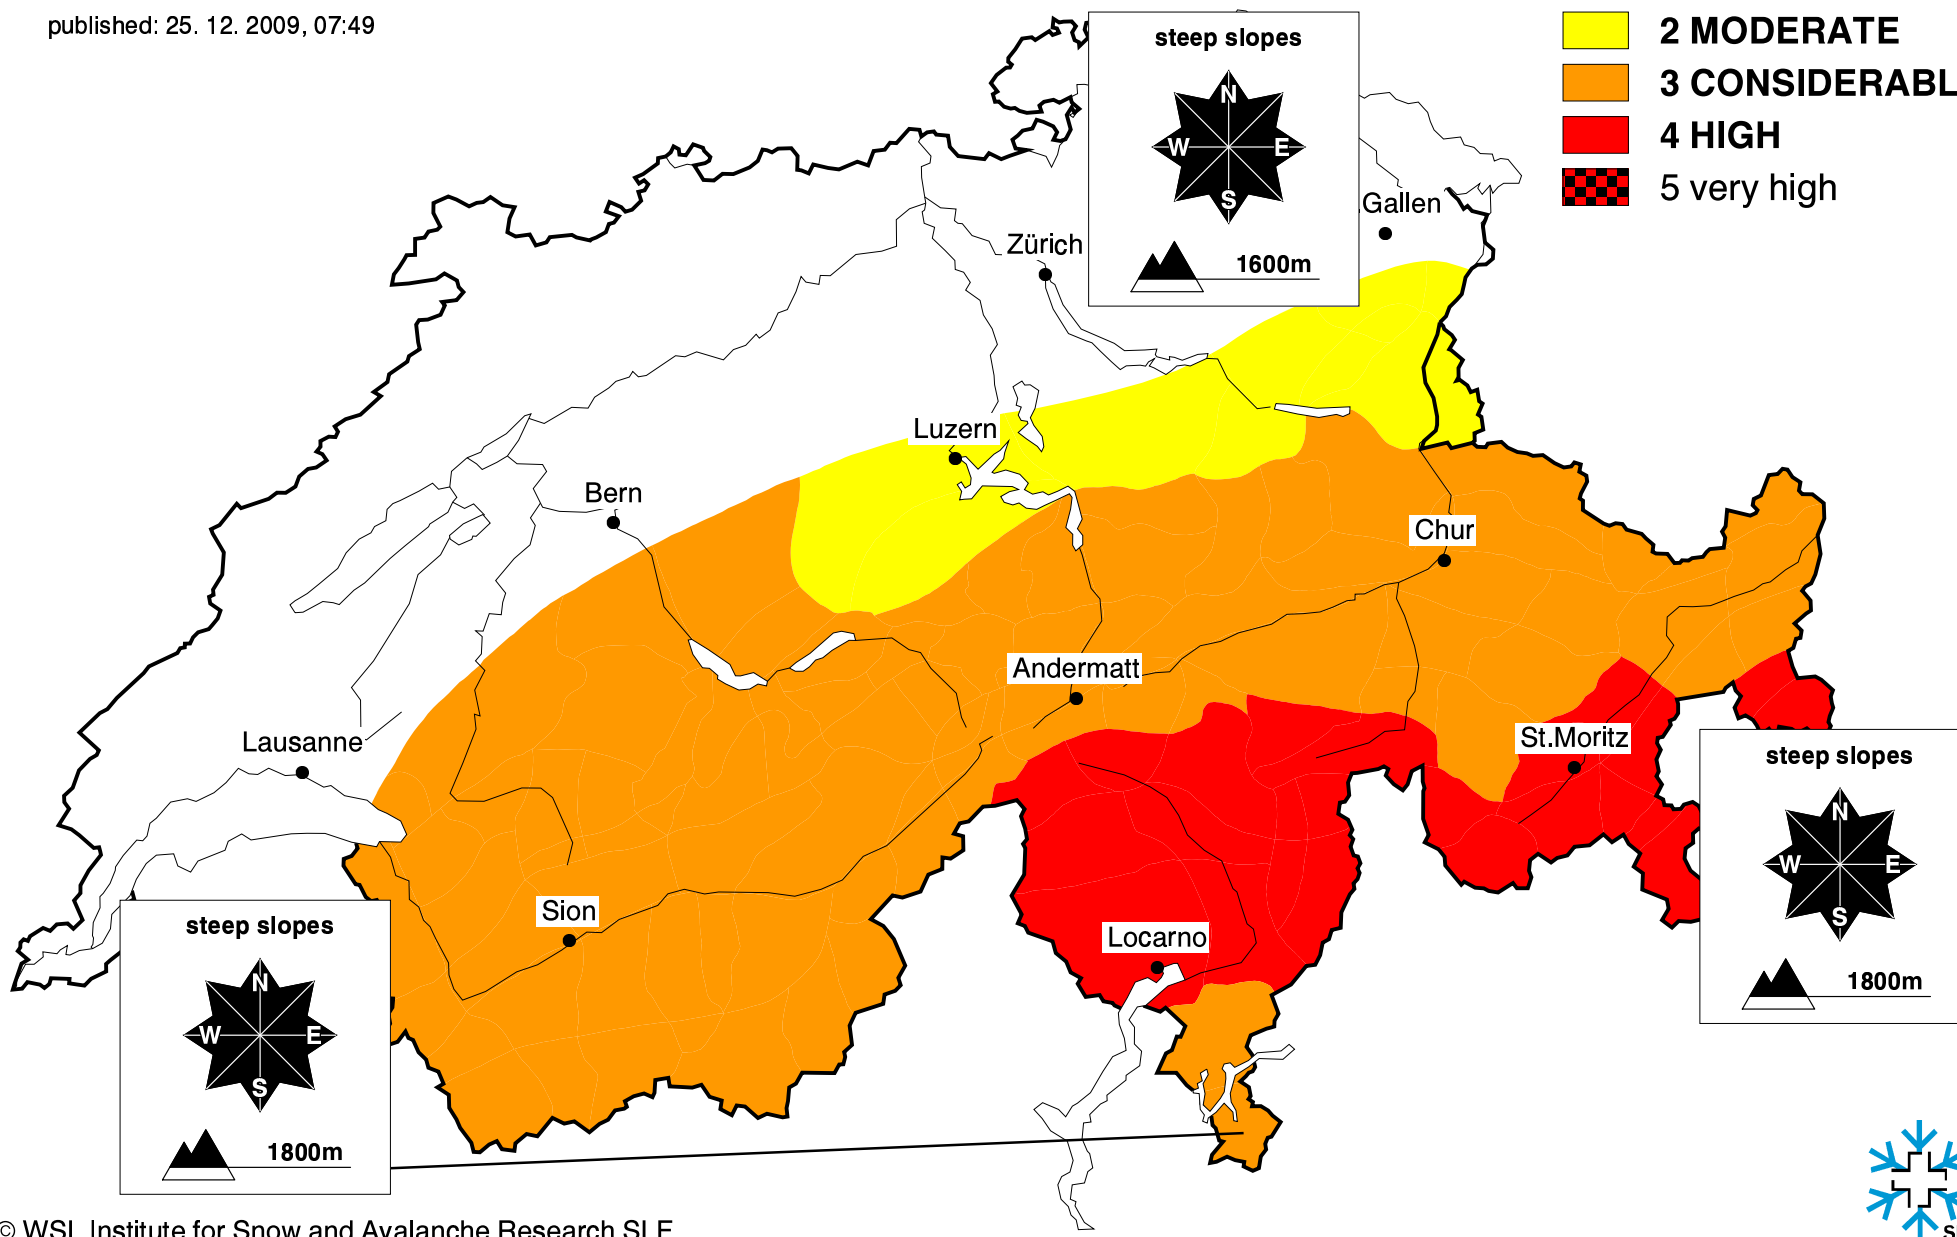 published: 25. 12. 2009, 07:49
2 MODERATE
3 CONSIDERABL
4 HIGH
5 very high
steep slopes
N
W E
S
1600m
Gallen
Zürich
Luzern
Bern
Chur
Andermatt
St.Moritz
Lausanne
steep slopes
N
W E
S
1800m
Sion
Locarno
steep slopes
N
W E
S
1800m
© WSL Institute for Snow and Avalanche Research SLF